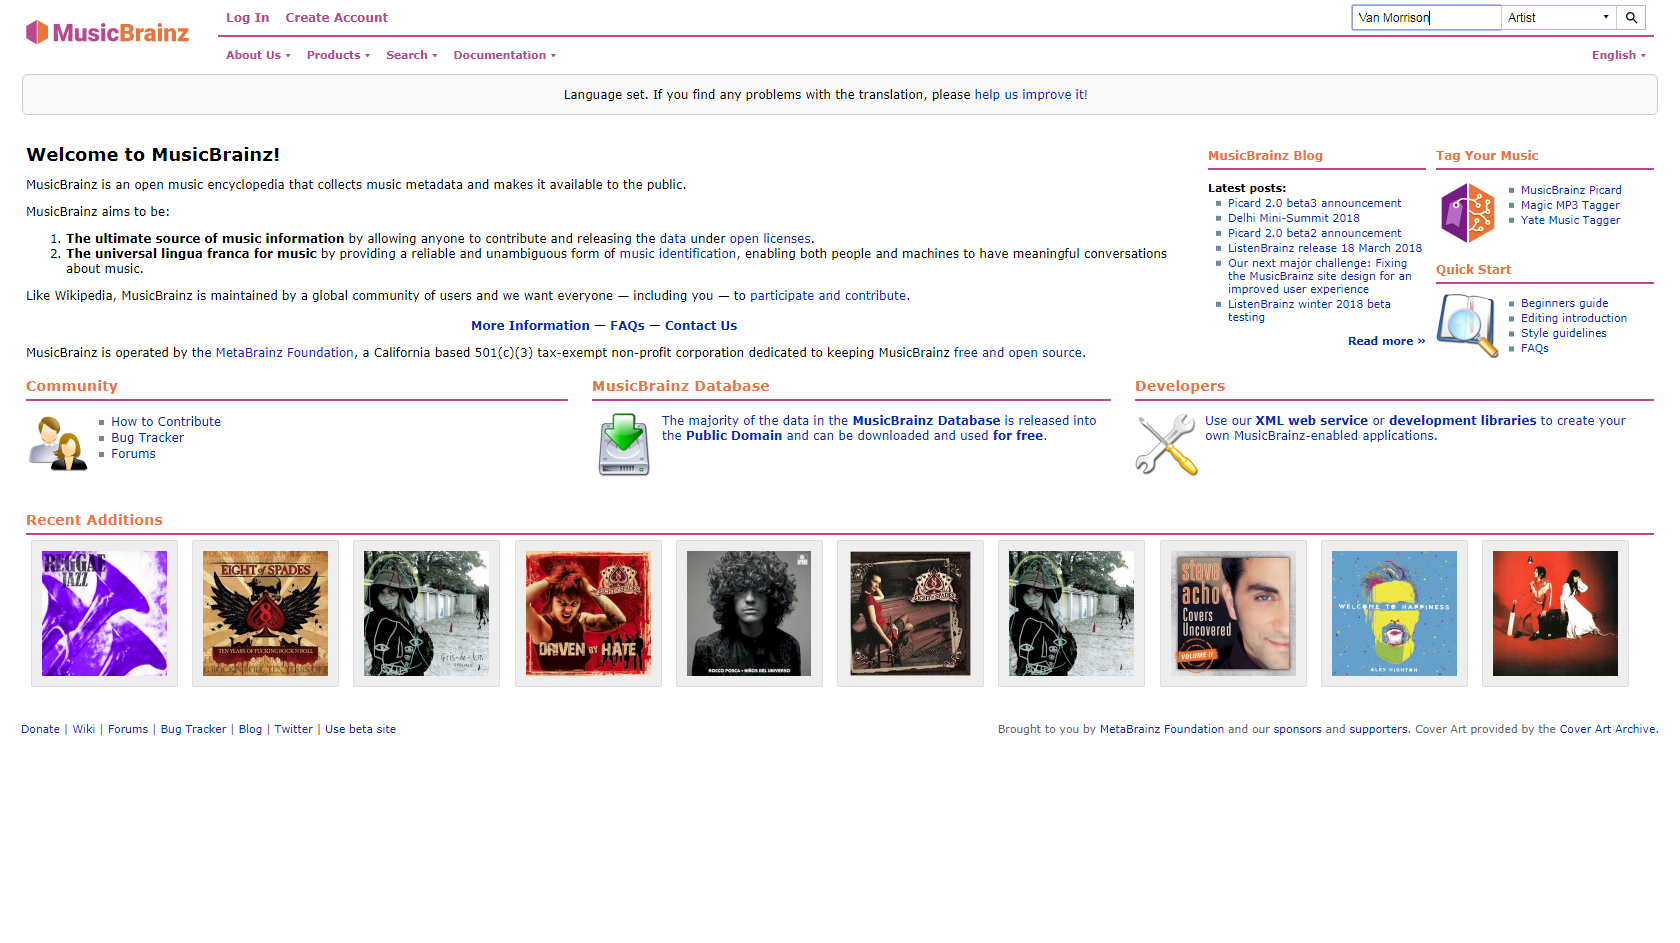 MusicBrainz
Log In Create Account
Van Morrison Artist
About Us Products Search Documentation English
Language set. If you find any problems with the translation, please help us improve it!
Welcome to MusicBrainz!
MusicBrainz is an open music encyclopedia that collects music metadata and makes it available to the public.
MusicBrainz aims to be:
1. The ultimate source of music information by allowing anyone to contribute and releasing the data under open licenses.
2. The universal lingua franca for music by providing a reliable and unambiguous form of music identification, enabling both people and machines to have meaningful conversations
about music.
Like Wikipedia, MusicBrainz is maintained by a global community of users and we want everyone — including you — to participate and contribute.
More Information — FAQs — Contact Us
MusicBrainz is operated by the MetaBrainz Foundation, a California based 501(c)(3) tax-exempt non-profit corporation dedicated to keeping MusicBrainz free and open source.
MusicBrainz Blog
Latest posts:
Picard 2.0 beta3 announcement
Delhi Mini-Summit 2018
Picard 2.0 beta2 announcement
ListenBrainz release 18 March 2018
Our next major challenge: Fixing
the MusicBrainz site design for an
improved user experience
ListenBrainz winter 2018 beta
testing
Read more »
Tag Your Music
MusicBrainz Picard
Magic MP3 Tagger
Yate Music Tagger
Quick Start
Beginners guide
Editing introduction
Style guidelines
FAQs
Community
How to Contribute
Bug Tracker
Forums
MusicBrainz Database
The majority of the data in the MusicBrainz Database is released into
the Public Domain and can be downloaded and used for free.
Developers
Use our XML web service or development libraries to create your
own MusicBrainz-enabled applications.
Recent Additions
REGGAE
JAZZ
EIGHT of SPADES
TEN YEARS OF FUCKING ROCK N ROLL
DRIVEN BY HATE
ROCCO POSCA • NIÑOS DEL UNIVERSO
steve
acho
Covers
Uncovered
VOLUME II
WELCOME TO HAPPINESS
ALEX HIGHTON
Donate | Wiki | Forums | Bug Tracker | Blog | Twitter | Use beta site
Brought to you by MetaBrainz Foundation and our sponsors and supporters. Cover Art provided by the Cover Art Archive.